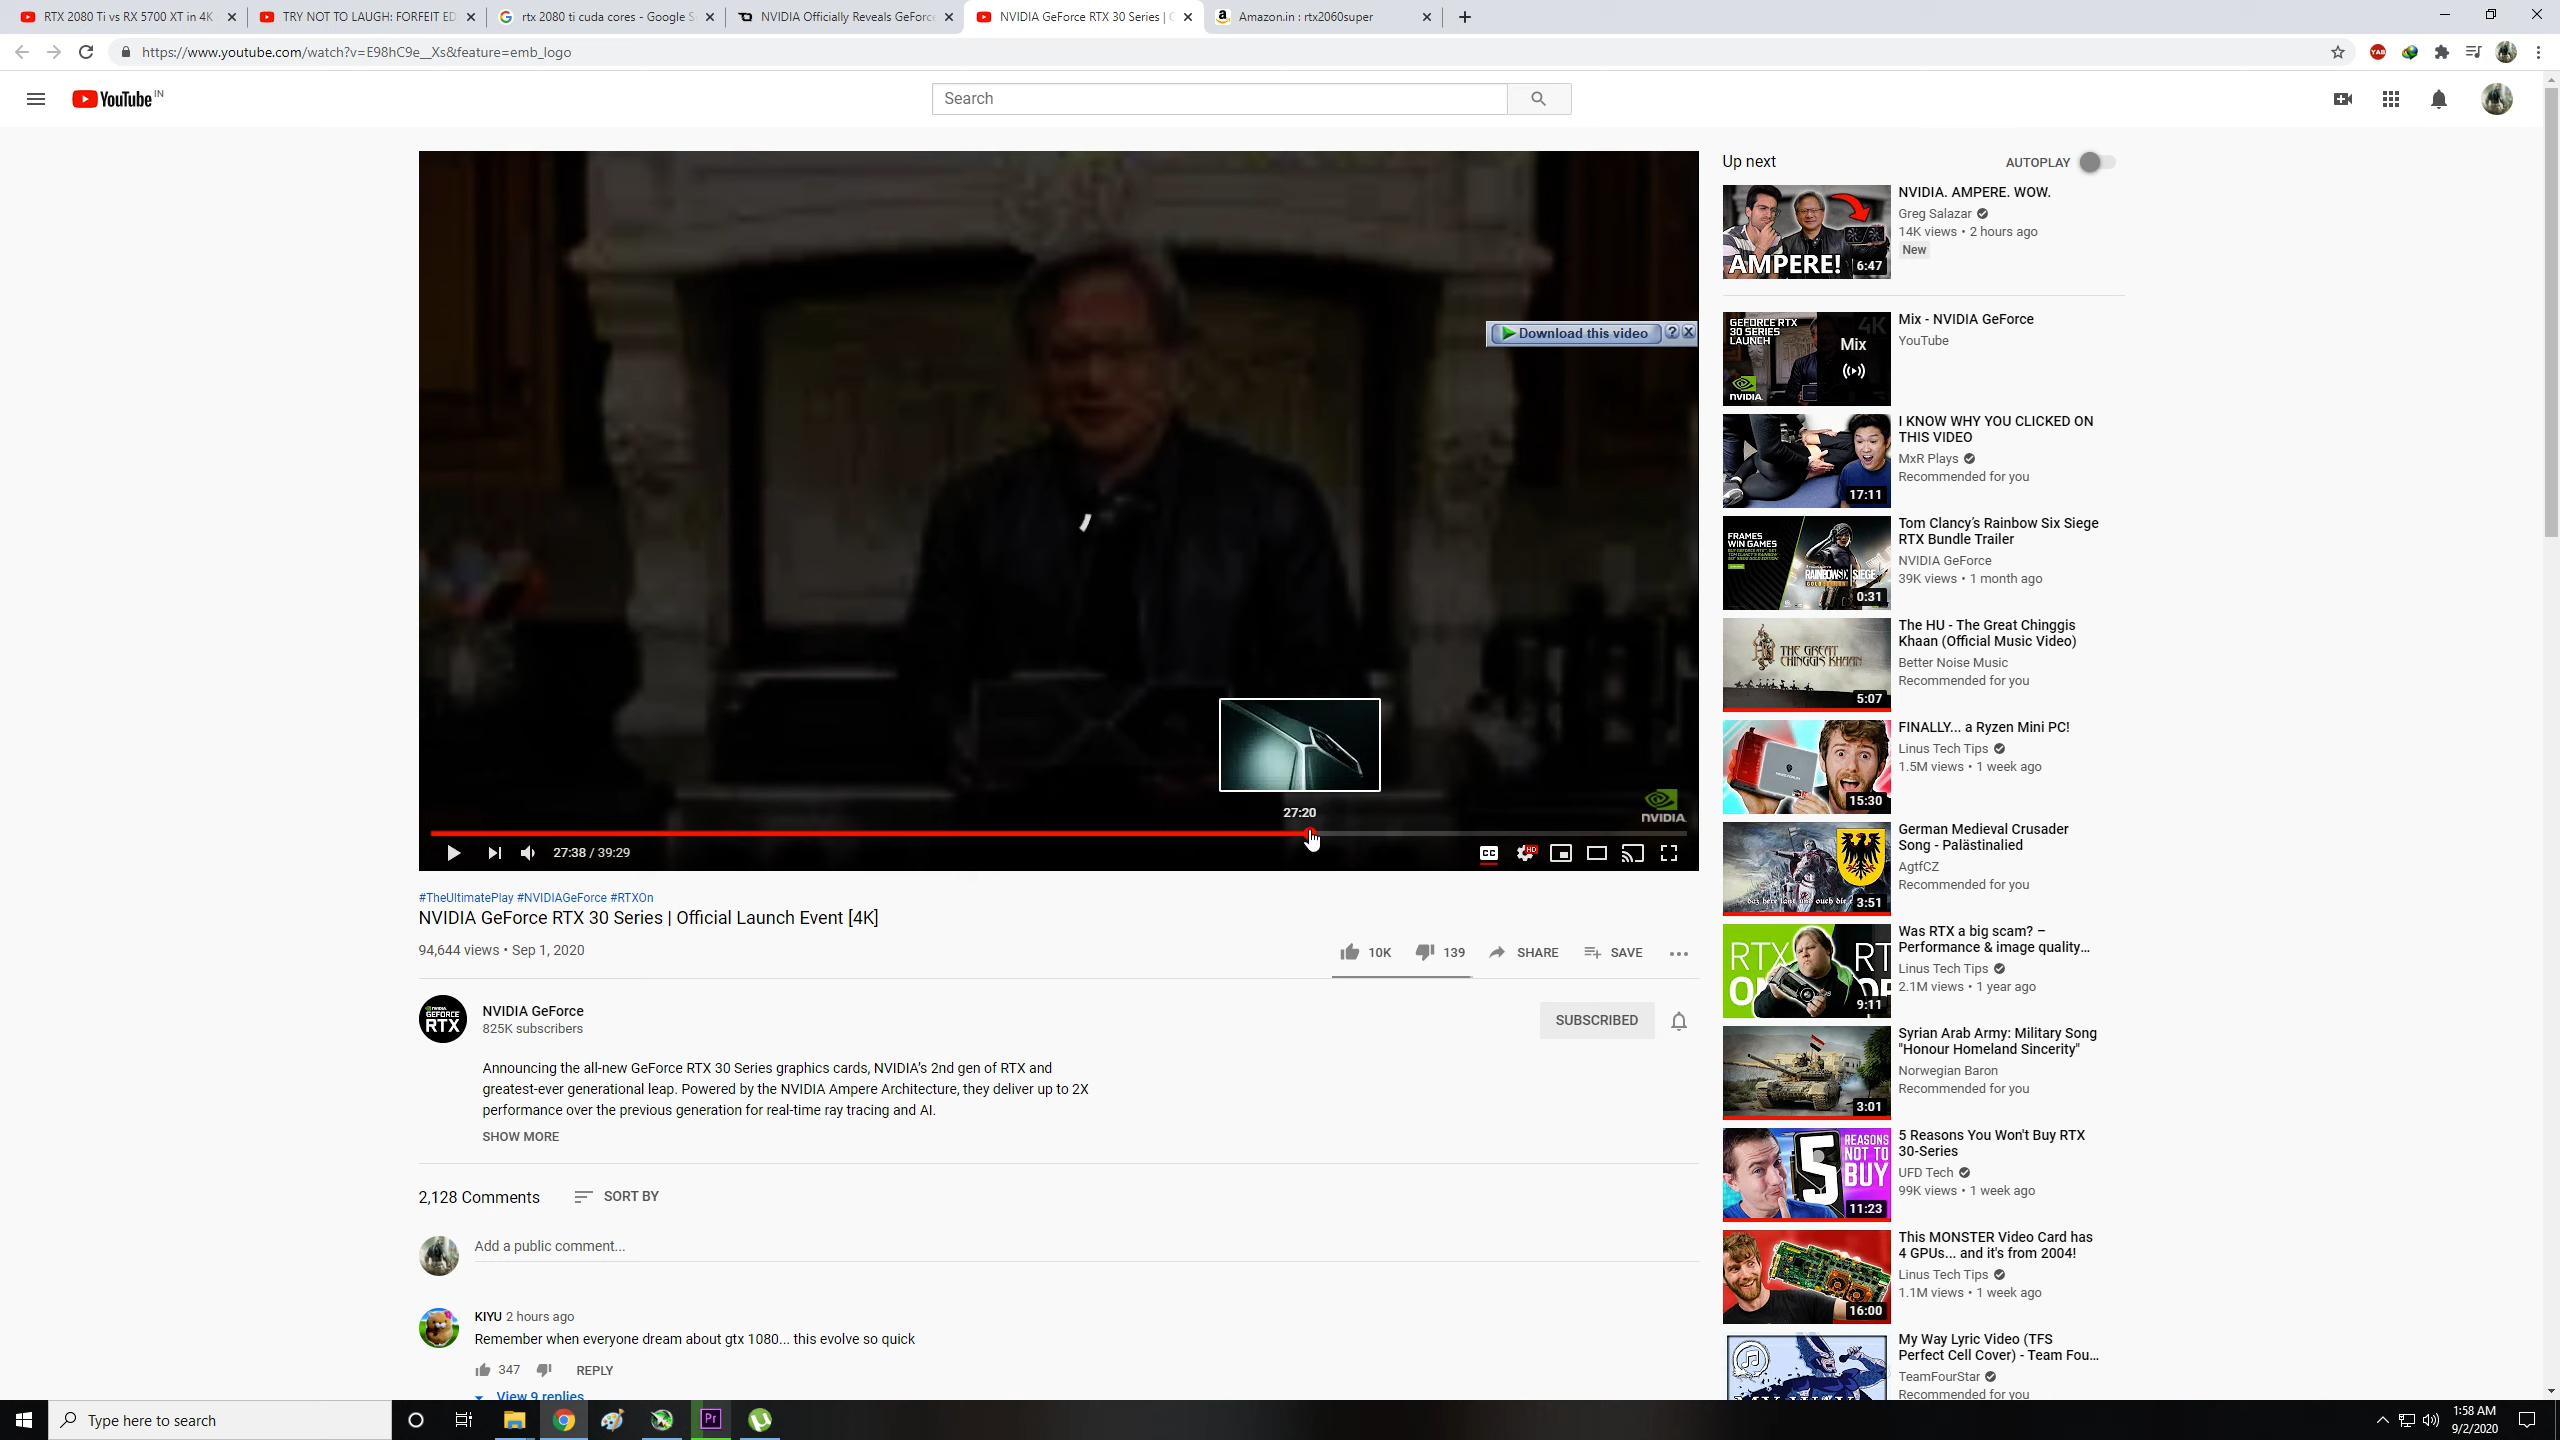 RTX 2080 Ti vs RX 5700 XT in 4K
TRY NOT TO LAUGH: FORFEIT ED
rtx 2080 ti cuda cores - Google S
NVIDIA Officially Reveals GeForce
NVIDIA GeForce RTX 30 Series |
Amazon.in : rtx2060super
https://www.youtube.com/watch?v=E98hC9e__Xs&feature=emb_logo
YouTube IN
Search
Download this video
27:20
NVIDIA.
27:38 / 39:29
CC
HD
#TheUltimatePlay #NVIDIAGeForce #RTXOn
NVIDIA GeForce RTX 30 Series | Official Launch Event [4K]
94,644 views • Sep 1, 2020
10K
139
SHARE
SAVE
GEFORCE
RTX
NVIDIA GeForce
825K subscribers
SUBSCRIBED
Announcing the all-new GeForce RTX 30 Series graphics cards, NVIDIA's 2nd gen of RTX and
greatest-ever generational leap. Powered by the NVIDIA Ampere Architecture, they deliver up to 2X
performance over the previous generation for real-time ray tracing and AI.
SHOW MORE
2,128 Comments
SORT BY
Add a public comment...
KIYU 2 hours ago
Remember when everyone dream about gtx 1080... this evolve so quick
347
REPLY
View 9 replies
Up next
AUTOPLAY
AMPERE!
6:47
NVIDIA. AMPERE. WOW.
Greg Salazar
14K views • 2 hours ago
New
GEFORCE RTX
30 SERIES
LAUNCH
4K
NVIDIA.
Mix
Mix - NVIDIA GeForce
YouTube
17:11
I KNOW WHY YOU CLICKED ON
THIS VIDEO
MxR Plays
Recommended for you
FRAMES
WIN GAMES
RAINBOW SIX SIEGE
0:31
Tom Clancy's Rainbow Six Siege
RTX Bundle Trailer
NVIDIA GeForce
39K views • 1 month ago
THE GREAT
CHINGGIS KHAAN
5:07
The HU - The Great Chinggis
Khaan (Official Music Video)
Better Noise Music
Recommended for you
15:30
FINALLY... a Ryzen Mini PC!
Linus Tech Tips
1.5M views • 1 week ago
3:51
German Medieval Crusader
Song - Palästinalied
AgtfCZ
Recommended for you
RTX
9:11
Was RTX a big scam? –
Performance & image quality...
Linus Tech Tips
2.1M views • 1 year ago
3:01
Syrian Arab Army: Military Song
"Honour Homeland Sincerity"
Norwegian Baron
Recommended for you
5 REASONS
NOT TO
BUY
11:23
5 Reasons You Won't Buy RTX
30-Series
UFD Tech
99K views • 1 week ago
16:00
This MONSTER Video Card has
4 GPUs... and it's from 2004!
Linus Tech Tips
1.1M views • 1 week ago
My Way Lyric Video (TFS
Perfect Cell Cover) - Team Fou...
TeamFourStar
Recommended for you
Type here to search
Pr
1:58 AM
9/2/2020